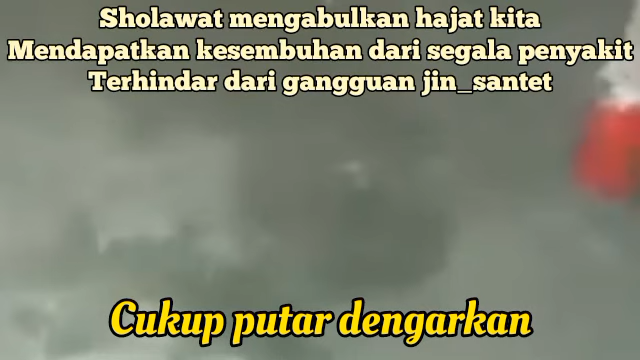 Sholawat mengabulkan hajat kita
Mendapatkan kesembuhan dari segala penyakit
Terhindar dari gangguan jin_santet
Cukup putar dengarkan